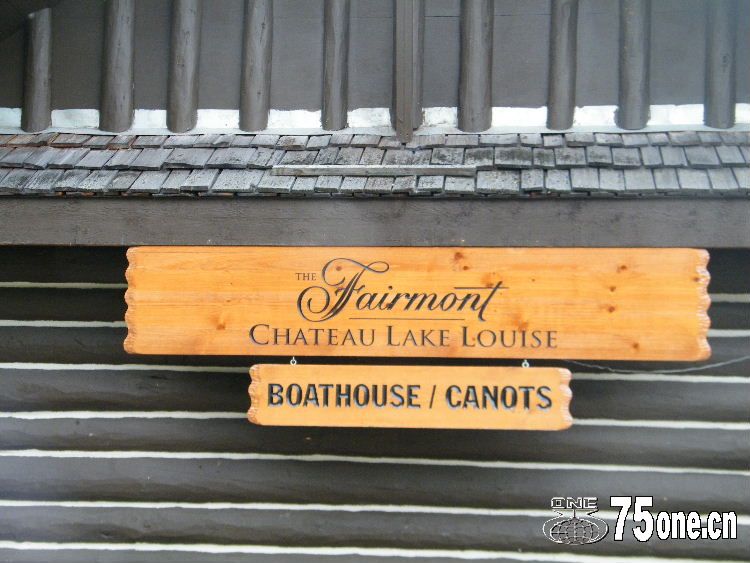 THE Fairmont
CHATEAU LAKE LOUISE
BOATHOUSE / CANOTS
ONE
75one.cn